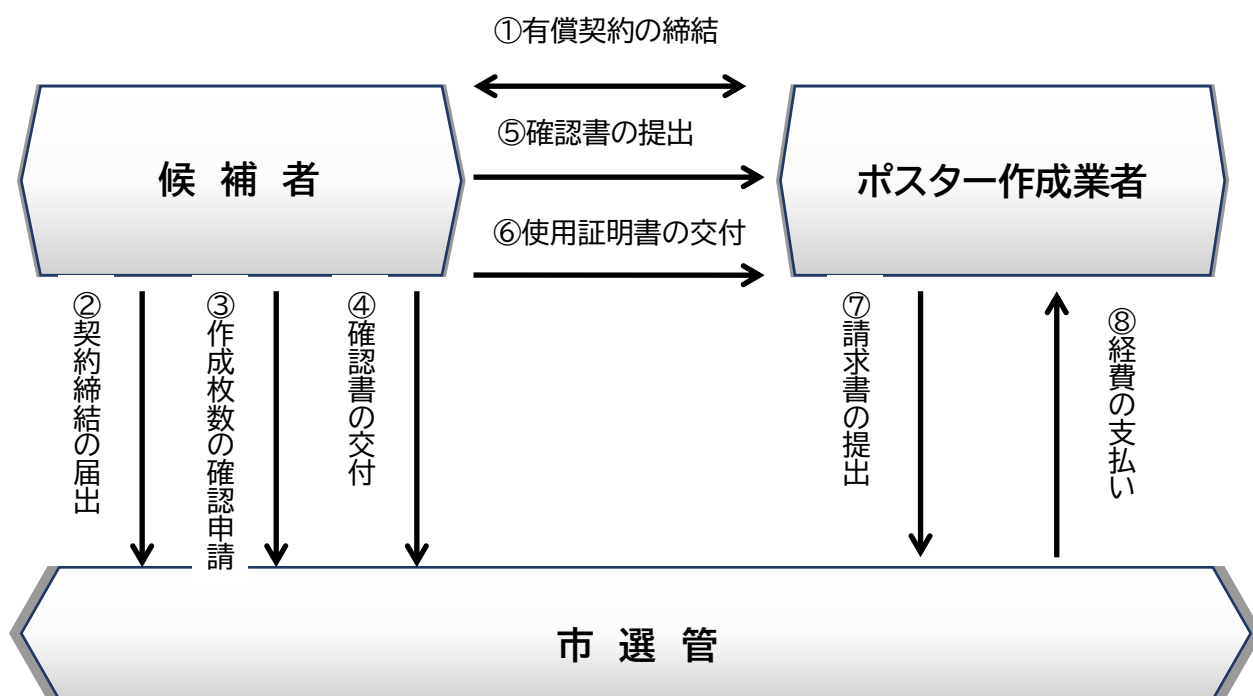 ①有償契約の締結
⑤確認書の提出
候 補 者
ポスター作成業者
⑥使用証明書の交付
②契約締結の届出
③作成枚数の確認申請
④確認書の交付
⑦請求書の提出
⑧経費の支払い
市 選 管